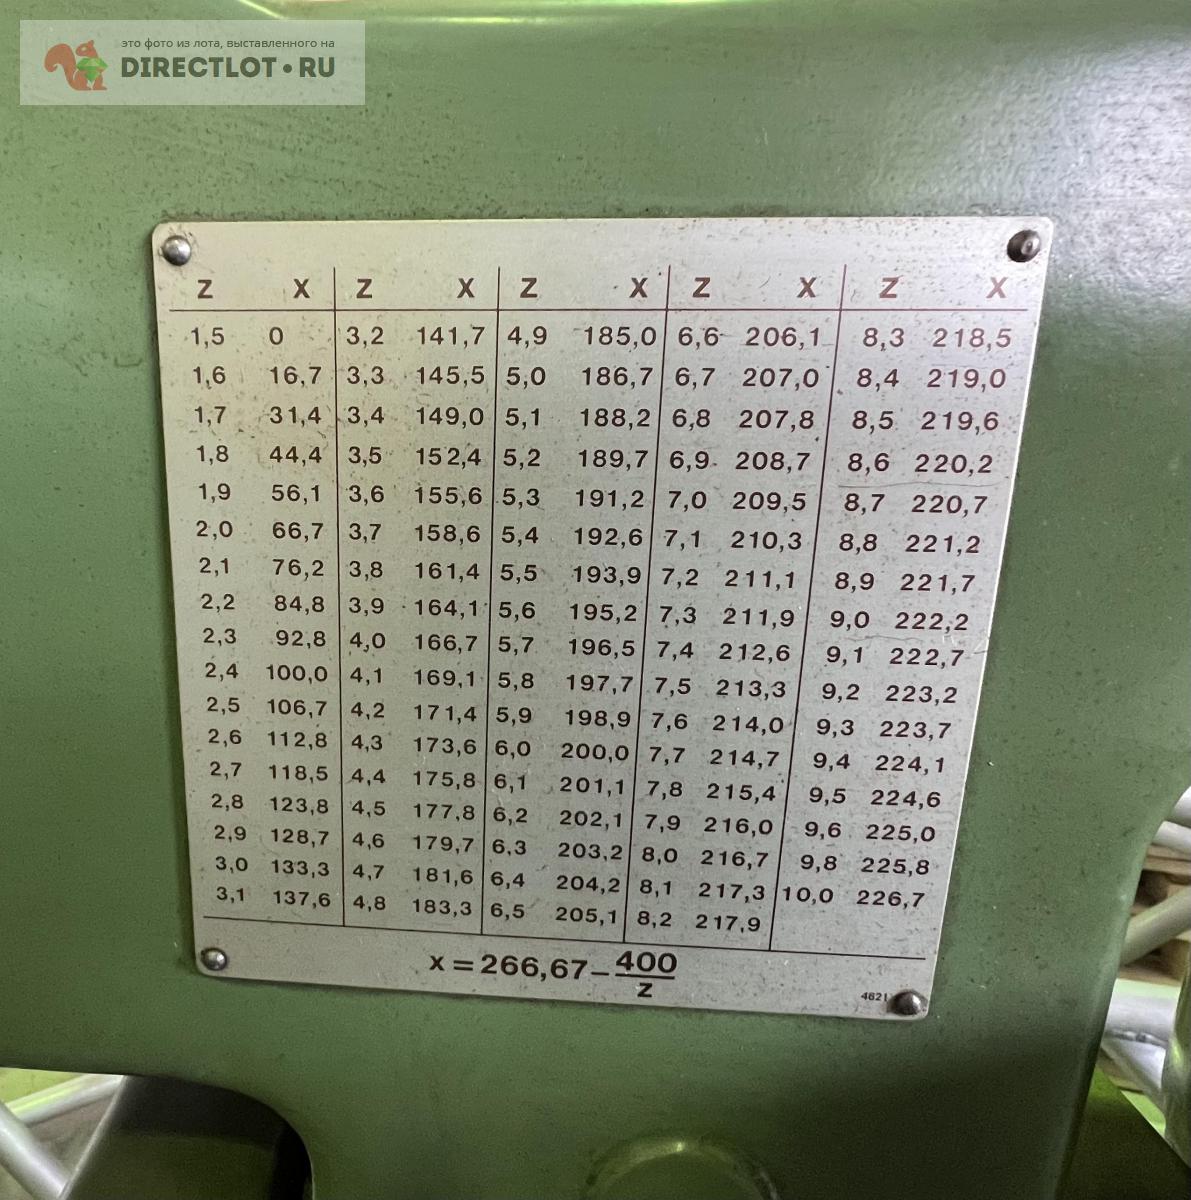 это фото из лота, выставленного на
DIRECTLOT•RU
Z X Z X Z X Z X Z X
1,5 0 3,2 141,7 4,9 185,0 6,6 206,1 8,3 218,5
1,6 16,7 3,3 145,5 5,0 186,7 6,7 207,0 8,4 219,0
1,7 31,4 3,4 149,0 5,1 188,2 6,8 207,8 8,5 219,6
1,8 44,4 3,5 152,4 5,2 189,7 6,9 208,7 8,6 220,2
1,9 56,1 3,6 155,6 5,3 191,2 7,0 209,5 8,7 220,7
2,0 66,7 3,7 158,6 5,4 192,6 7,1 210,3 8,8 221,2
2,1 76,2 3,8 161,4 5,5 193,9 7,2 211,1 8,9 221,7
2,2 84,8 3,9 164,1 5,6 195,2 7,3 211,9 9,0 222,2
2,3 92,8 4,0 166,7 5,7 196,5 7,4 212,6 9,1 222,7
2,4 100,0 4,1 169,1 5,8 197,7 7,5 213,3 9,2 223,2
2,5 106,7 4,2 171,4 5,9 198,9 7,6 214,0 9,3 223,7
2,6 112,8 4,3 173,6 6,0 200,0 7,7 214,7 9,4 224,1
2,7 118,5 4,4 175,8 6,1 201,1 7,8 215,4 9,5 224,6
2,8 123,8 4,5 177,8 6,2 202,1 7,9 216,0 9,6 225,0
2,9 128,7 4,6 179,7 6,3 203,2 8,0 216,7 9,8 225,8
3,0 133,3 4,7 181,6 6,4 204,2 8,1 217,3 10,0 226,7
3,1 137,6 4,8 183,3 6,5 205,1 8,2 217,9
x = 266,67 − 400
z
4621